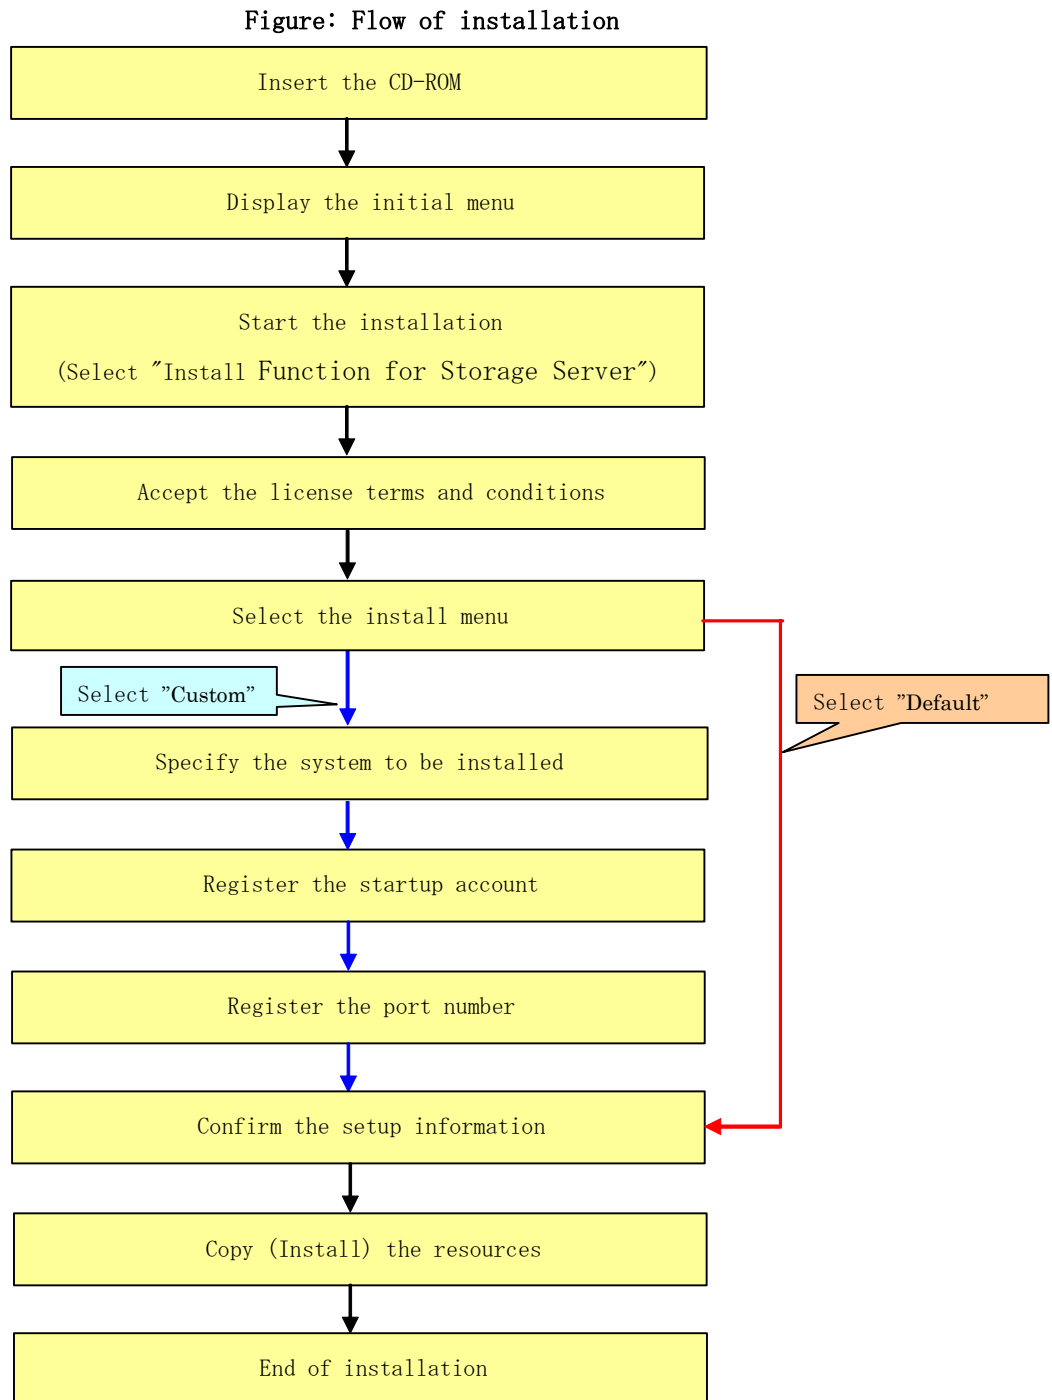 Figure: Flow of installation
Insert the CD-ROM
Display the initial menu
Start the installation
(Select "Install Function for Storage Server")
Accept the license terms and conditions
Select the install menu
Select ”Custom”
Select ”Default”
Specify the system to be installed
Register the startup account
Register the port number
Confirm the setup information
Copy (Install) the resources
End of installation